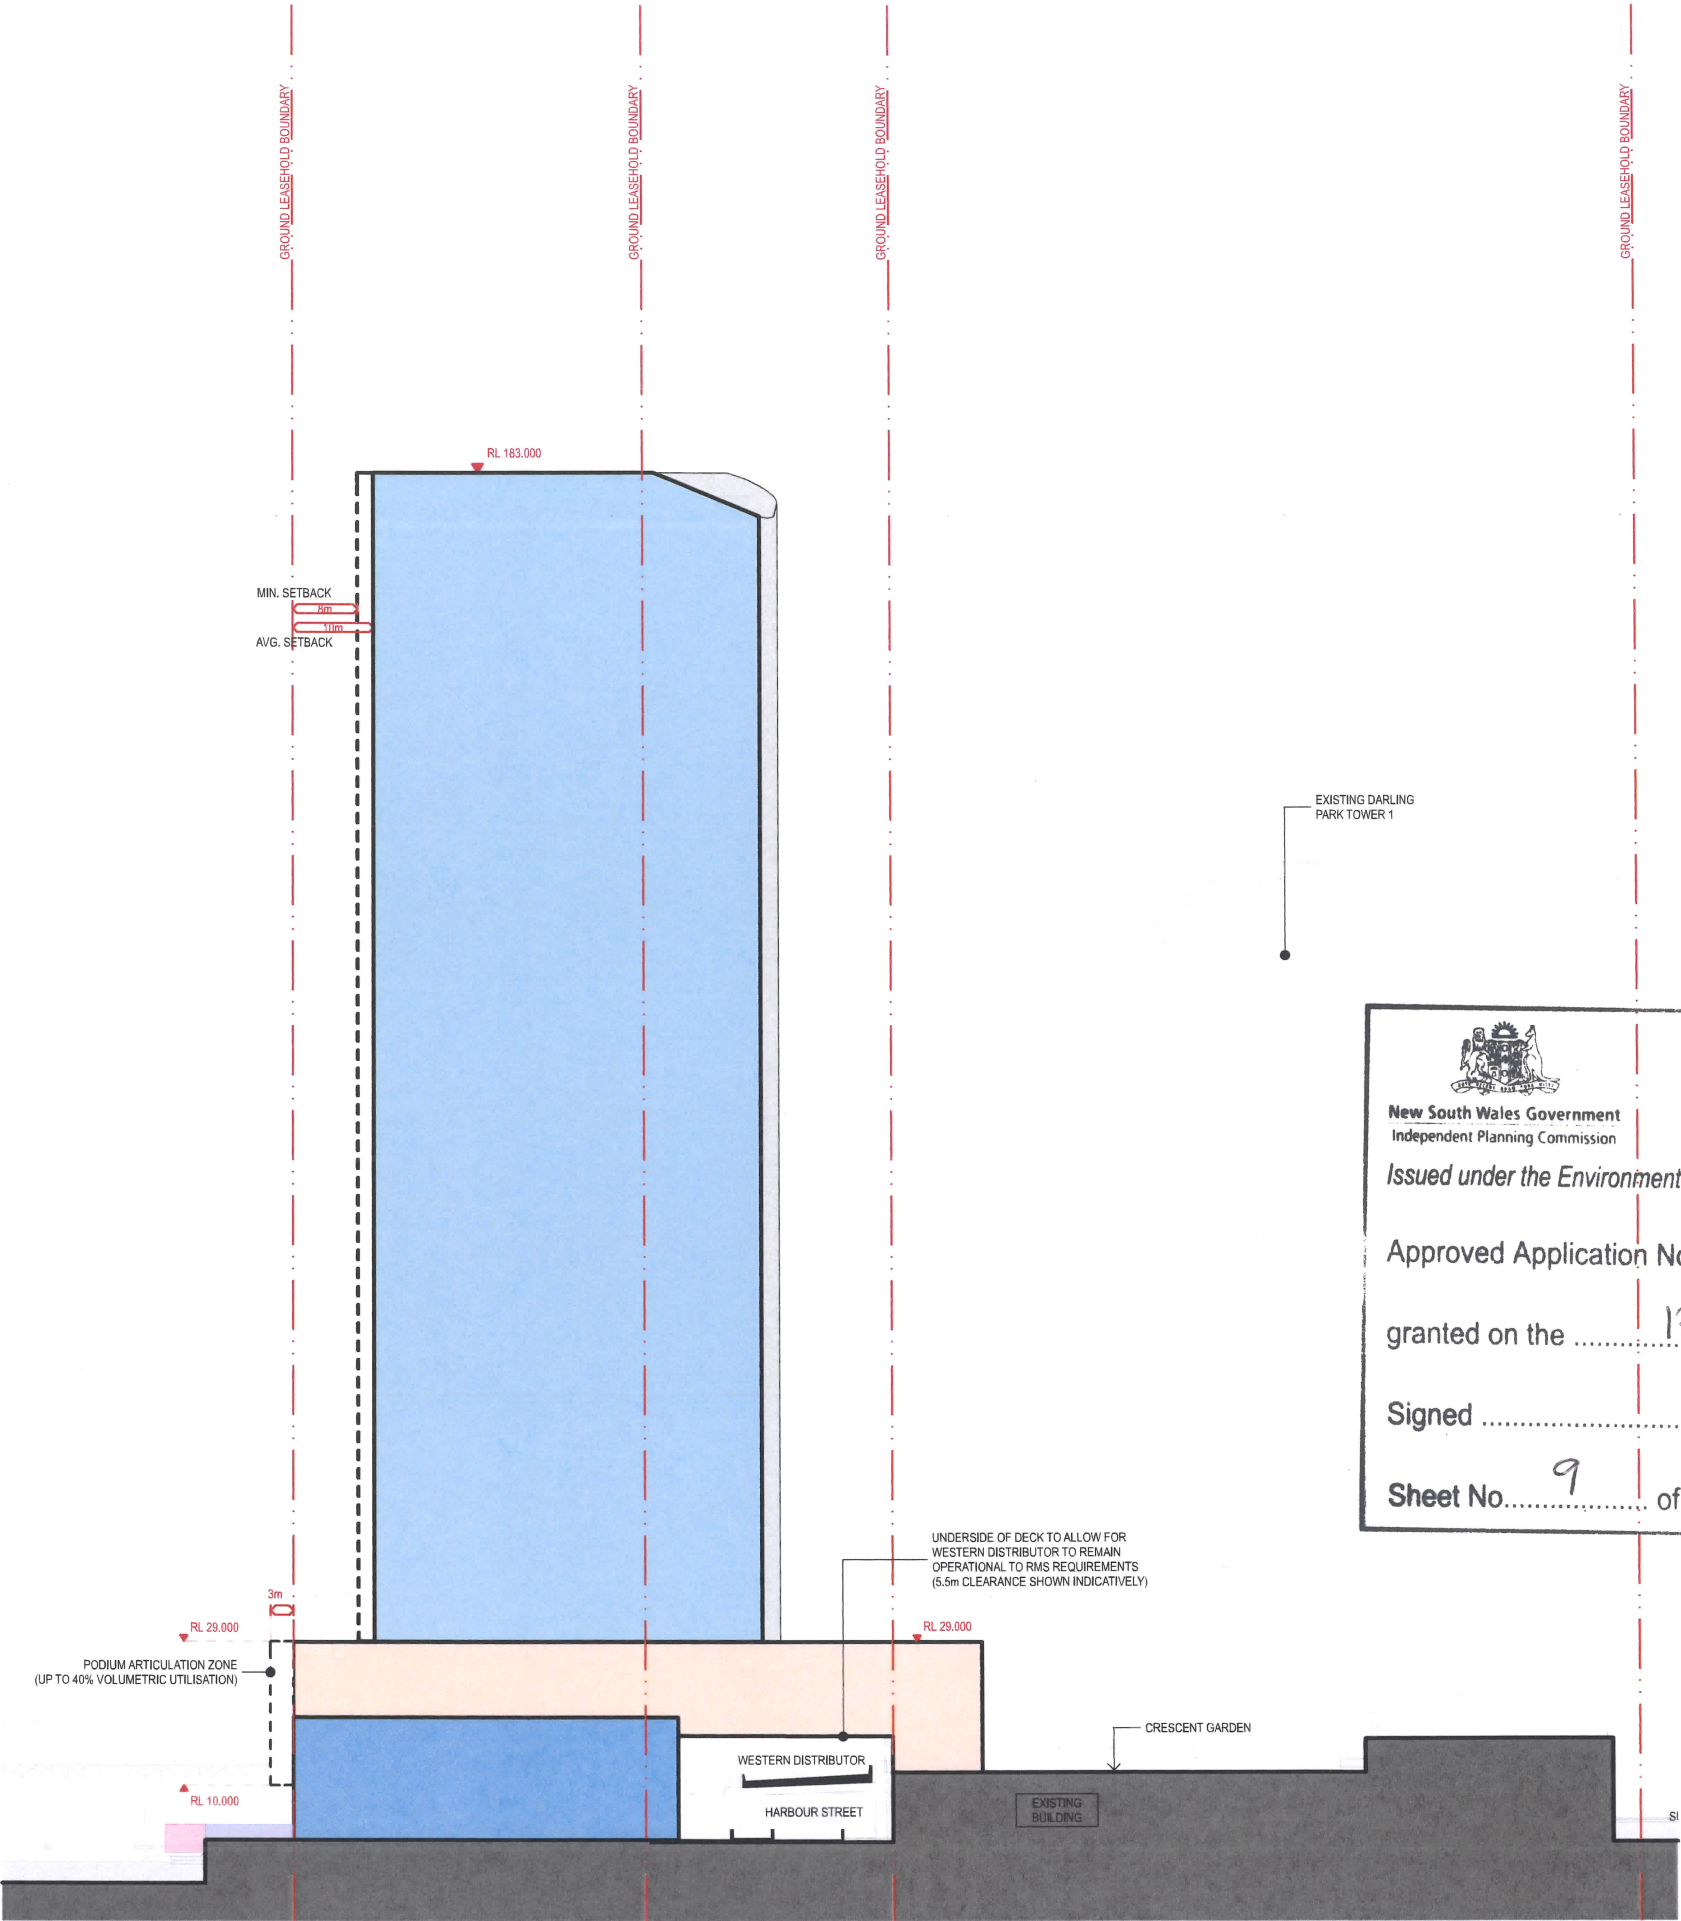 GROUND LEASEHOLD BOUNDARY
GROUND LEASEHOLD BOUNDARY
GROUND LEASEHOLD BOUNDARY
GROUND LEASEHOLD BOUNDARY
RL 183.000
MIN. SETBACK
8m
10m
AVG. SETBACK
EXISTING DARLING
PARK TOWER 1
New South Wales Government
Independent Planning Commission
Issued under the Environment
Approved Application No
granted on the
Signed
Sheet No. 9 of
UNDERSIDE OF DECK TO ALLOW FOR
WESTERN DISTRIBUTOR TO REMAIN
OPERATIONAL TO RMS REQUIREMENTS
(5.5m CLEARANCE SHOWN INDICATIVELY)
3m
RL 29.000
RL 29.000
PODIUM ARTICULATION ZONE
(UP TO 40% VOLUMETRIC UTILISATION)
CRESCENT GARDEN
WESTERN DISTRIBUTOR
RL 10.000
HARBOUR STREET
EXISTING
BUILDING